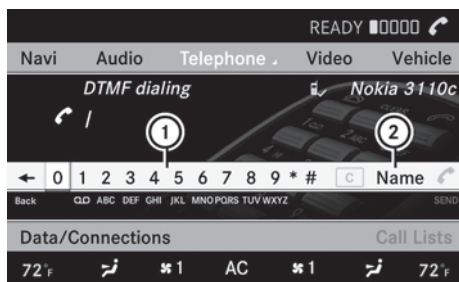 READY
Navi Audio Telephone Video Vehicle
DTMF dialing Nokia 3110c
/
1 2
← 0 1 2 3 4 5 6 7 8 9 * # C Name
Back QO ABC DEF GHI JKL MNO PQRS TUV WXYZ SEND
Data/Connections Call Lists
72°F 1 AC 1 72°F